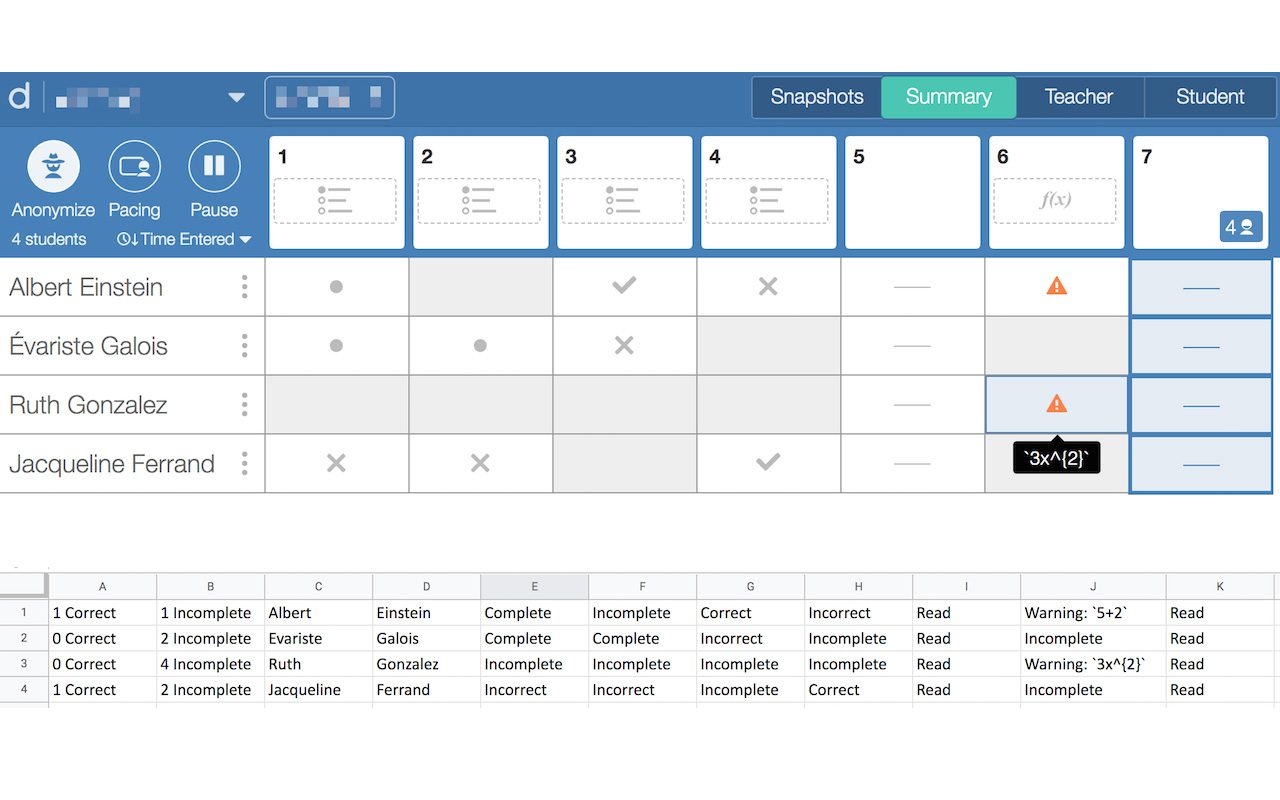 d
Snapshots Summary Teacher Student
1 2 3 4 5 6 7
f(x)
Anonymize Pacing Pause
4
4 students Time Entered
Albert Einstein
Évariste Galois
Ruth Gonzalez
Jacqueline Ferrand
`3x^{2}`
A B C D E F G H I J K
1 1 Correct 1 Incomplete Albert Einstein Complete Incomplete Correct Incorrect Read Warning: `5+2` Read
2 0 Correct 2 Incomplete Evariste Galois Complete Complete Incorrect Incomplete Read Incomplete Read
3 0 Correct 4 Incomplete Ruth Gonzalez Incomplete Incomplete Incomplete Incomplete Read Warning: `3x^{2}` Read
4 1 Correct 2 Incomplete Jacqueline Ferrand Incorrect Incorrect Incomplete Correct Read Incomplete Read